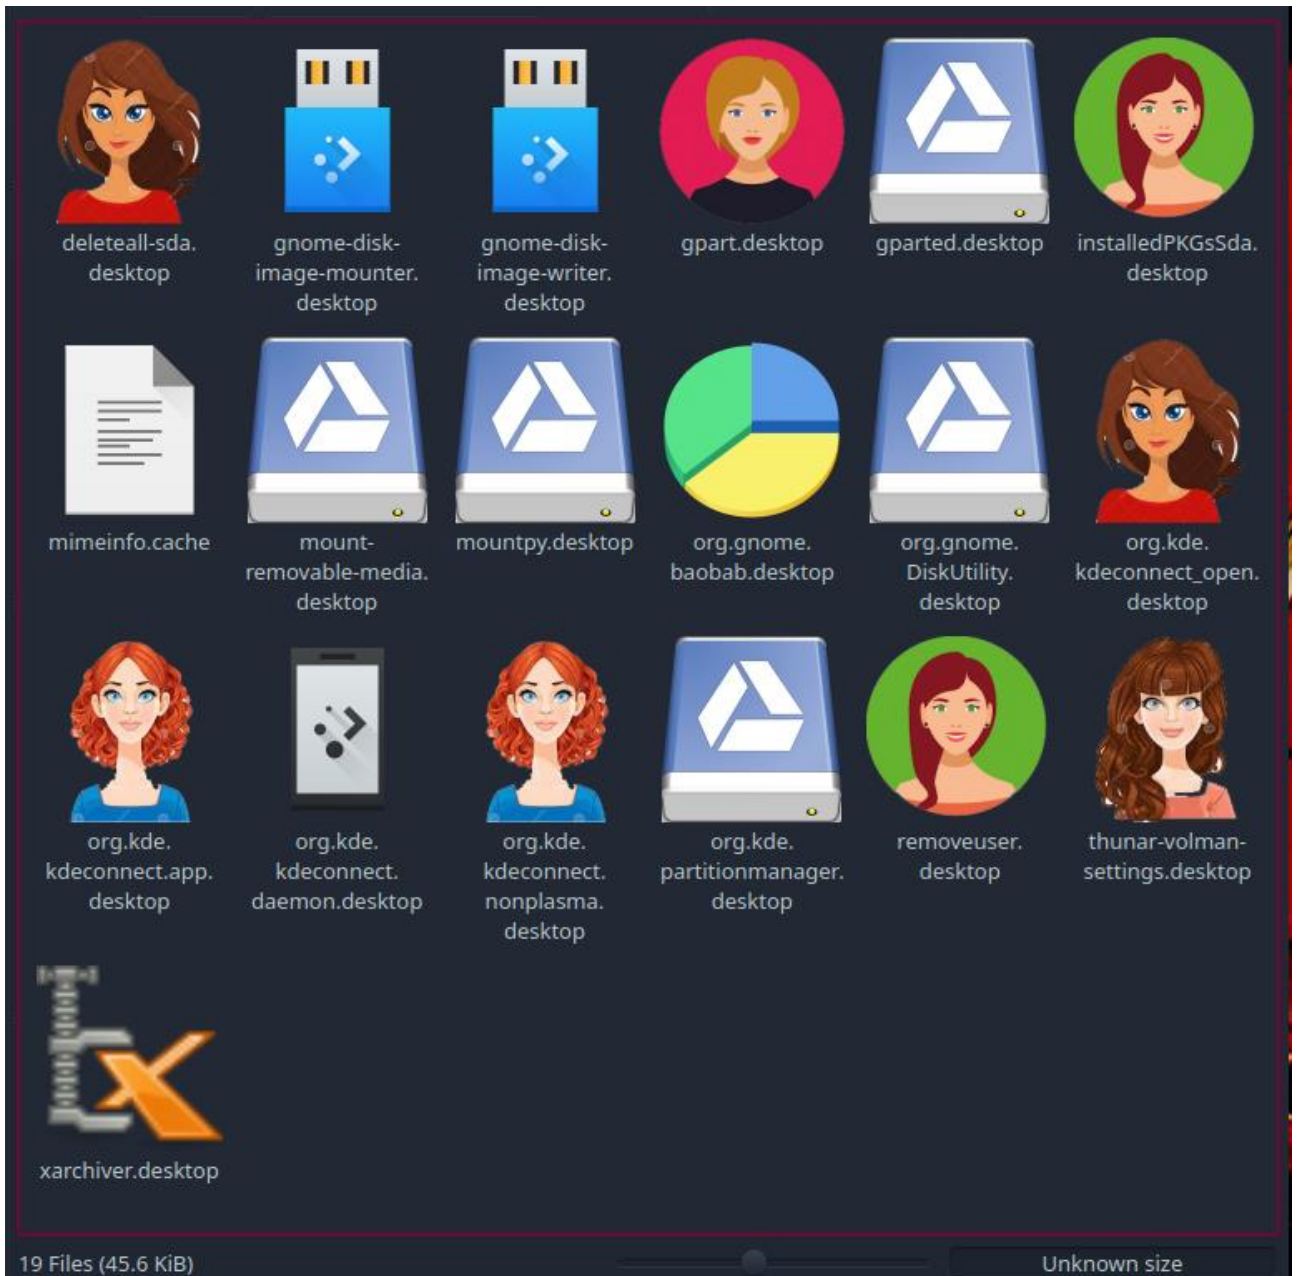 deleteall-sda.
desktop
gnome-disk-
image-mounter.
desktop
gnome-disk-
image-writer.
desktop
gpart.desktop
gparted.desktop
installedPKGsSda.
desktop
mimeinfo.cache
mount-
removable-media.
desktop
mountpy.desktop
org.gnome.
baobab.desktop
org.gnome.
DiskUtility.
desktop
org.kde.
kdeconnect_open.
desktop
org.kde.
kdeconnect.app.
desktop
org.kde.
kdeconnect.
daemon.desktop
org.kde.
kdeconnect.
nonplasma.
desktop
org.kde.
partitionmanager.
desktop
removeuser.
desktop
thunar-volman-
settings.desktop
xarchiver.desktop
19 Files (45.6 KiB)
Unknown size